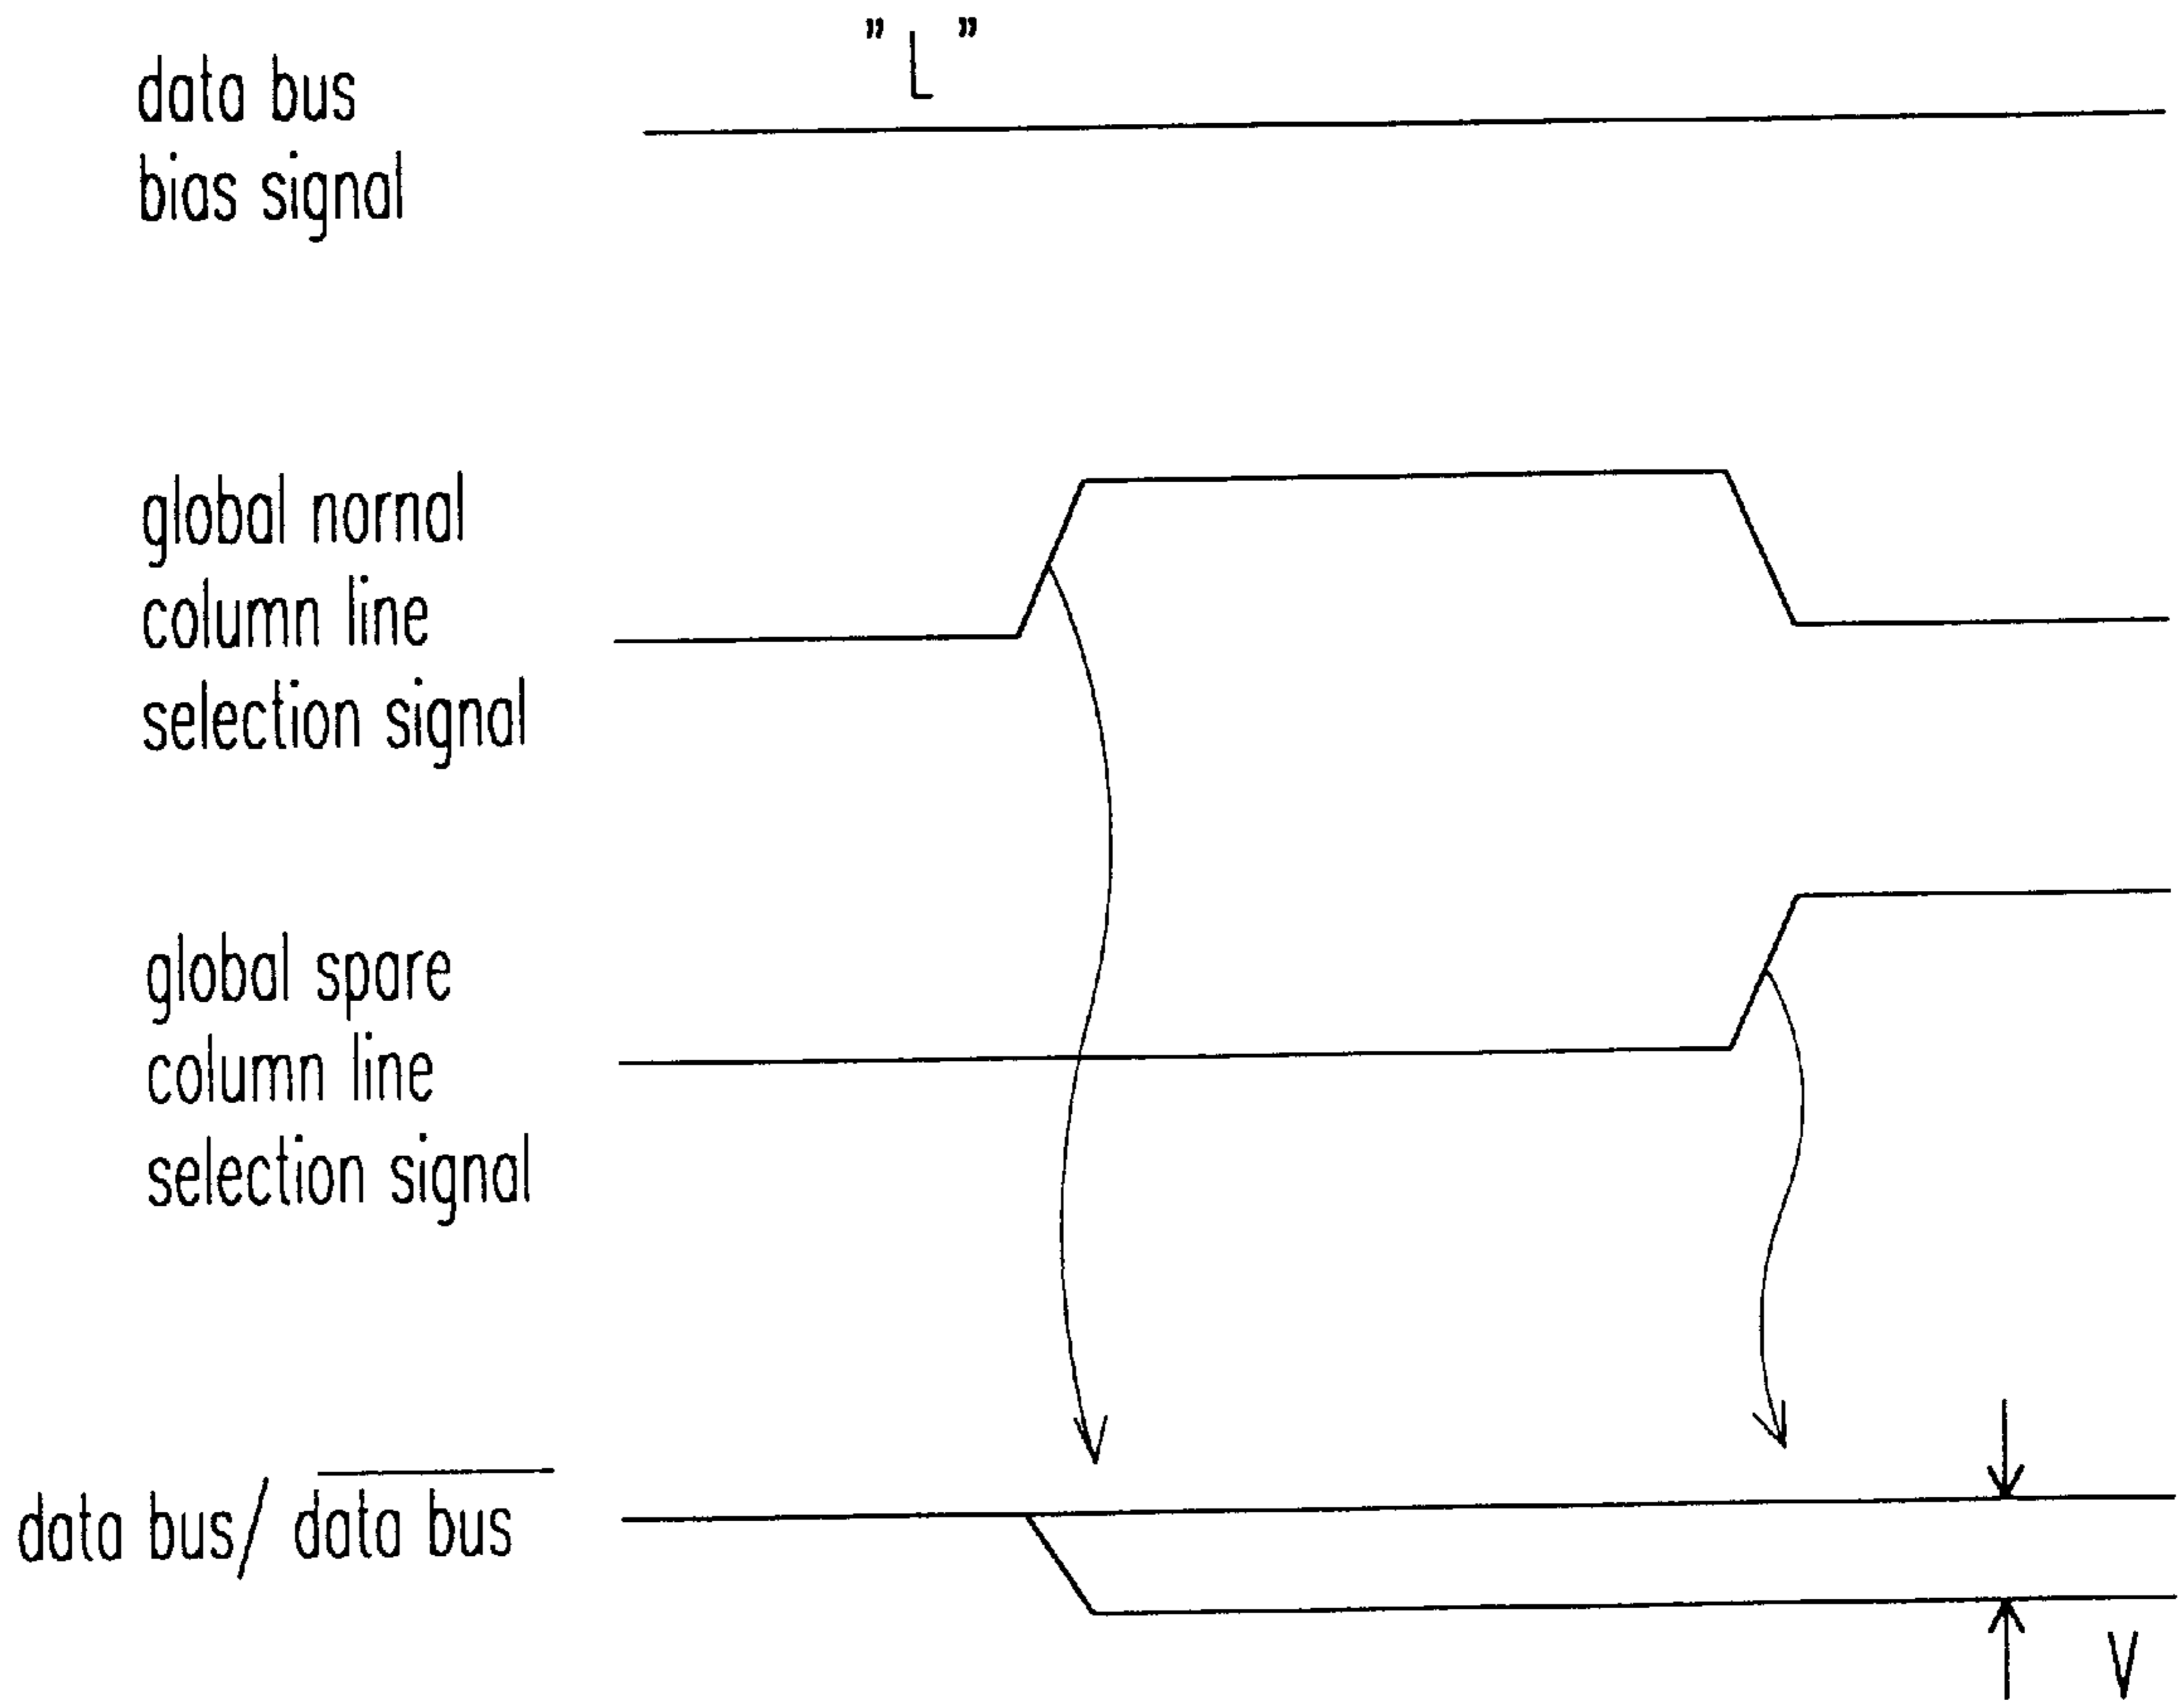 "L"
data bus
bias signal
global nornal
column line
selection signal
global spare
column line
selection signal
data bus/ data bus
V